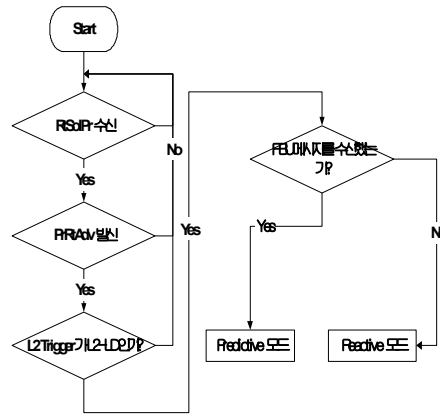 Start
RtSolPr 수신
No
Yes
PrRtAdv 발신
Yes
L2 Trigger가 L2-LD인가?
Yes
FBU 메시지를 수신했는
가?
Yes
N
Predictive 모드
Reactive 모드